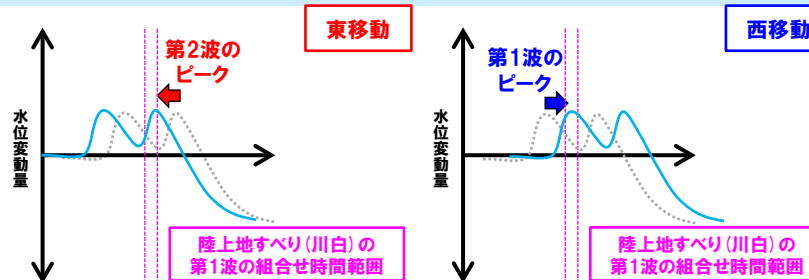 東移動
第2波の
ピーク
水位変動量
陸上地すべり(川白)の
第1波の組合せ時間範囲
西移動
第1波の
ピーク
水位変動量
陸上地すべり(川白)の
第1波の組合せ時間範囲